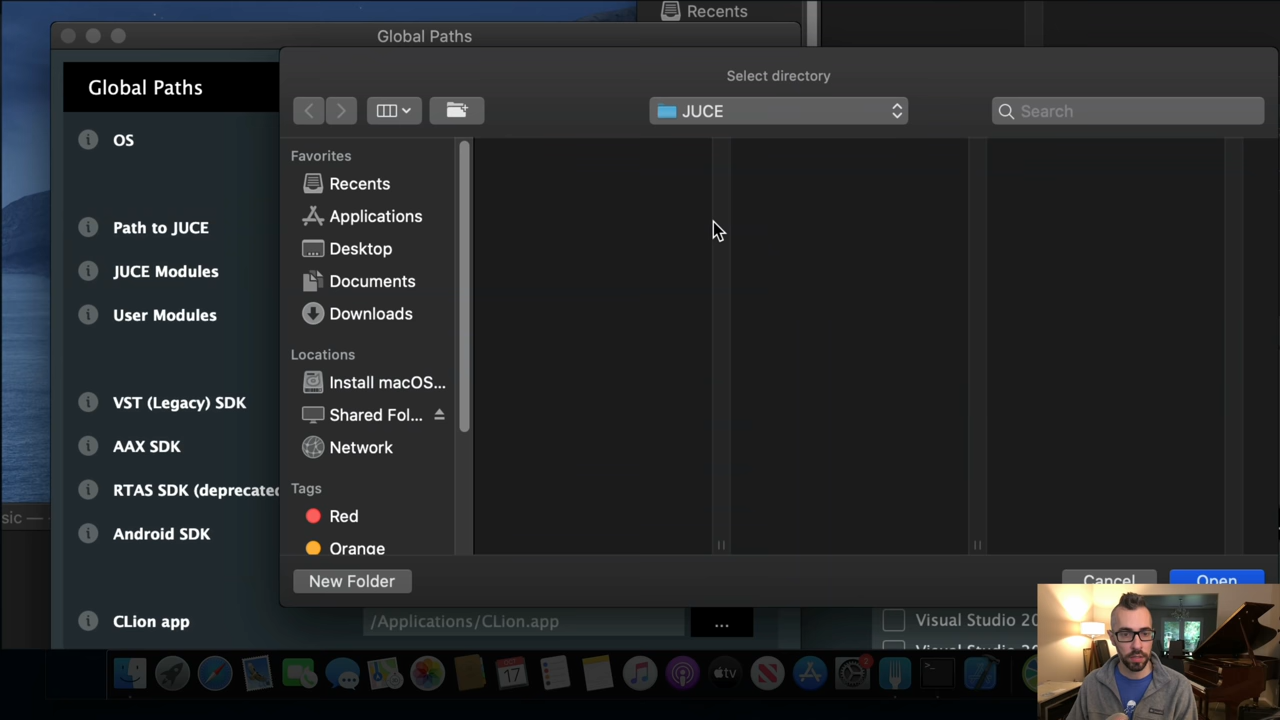 Recents
Global Paths
Select directory
Global Paths
JUCE
Search
OS
Path to JUCE
JUCE Modules
User Modules
VST (Legacy) SDK
AAX SDK
RTAS SDK (deprecated
Android SDK
CLion app
Favorites
Recents
Applications
Desktop
Documents
Downloads
Locations
Install macOS...
Shared Fol...
Network
Tags
Red
Orange
New Folder
Cancel
Open
/Applications/CLion.app
...
Visual Studio 20
sic —
17
tv